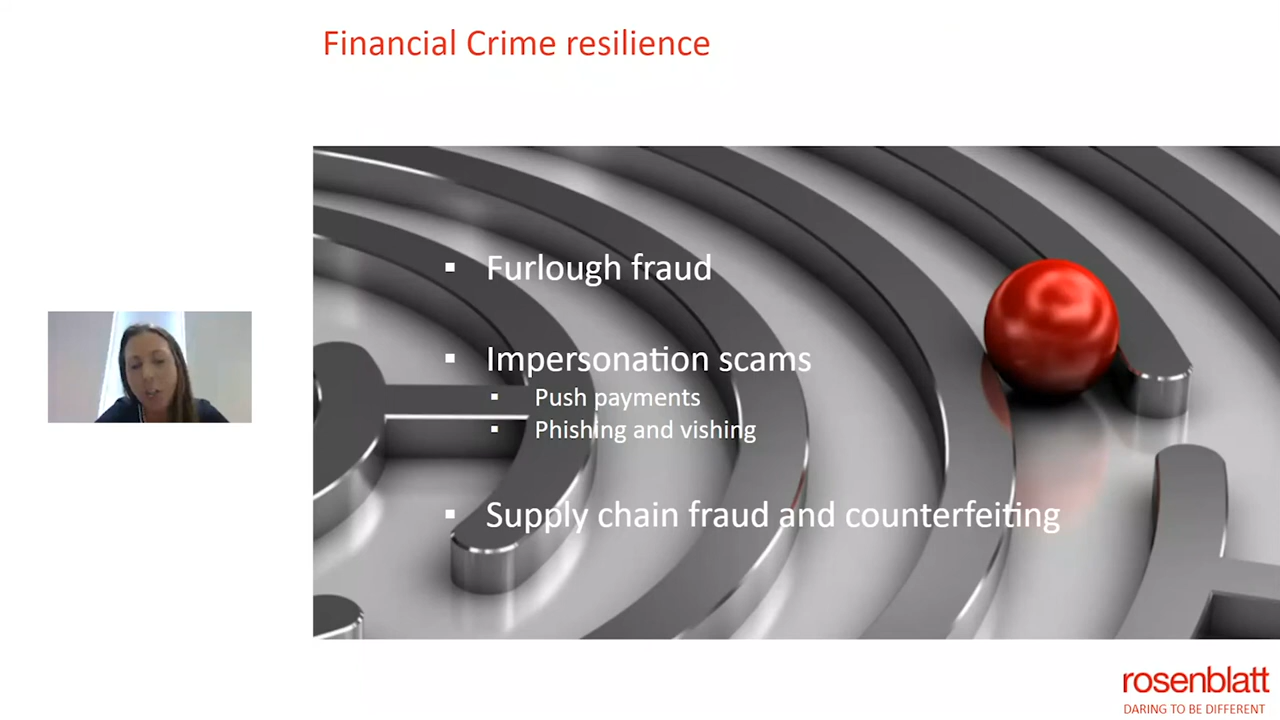 Financial Crime resilience
Furlough fraud
Impersonation scams
Push payments
Phishing and vishing
Supply chain fraud and counterfeiting
rosenblatt
DARING TO BE DIFFERENT